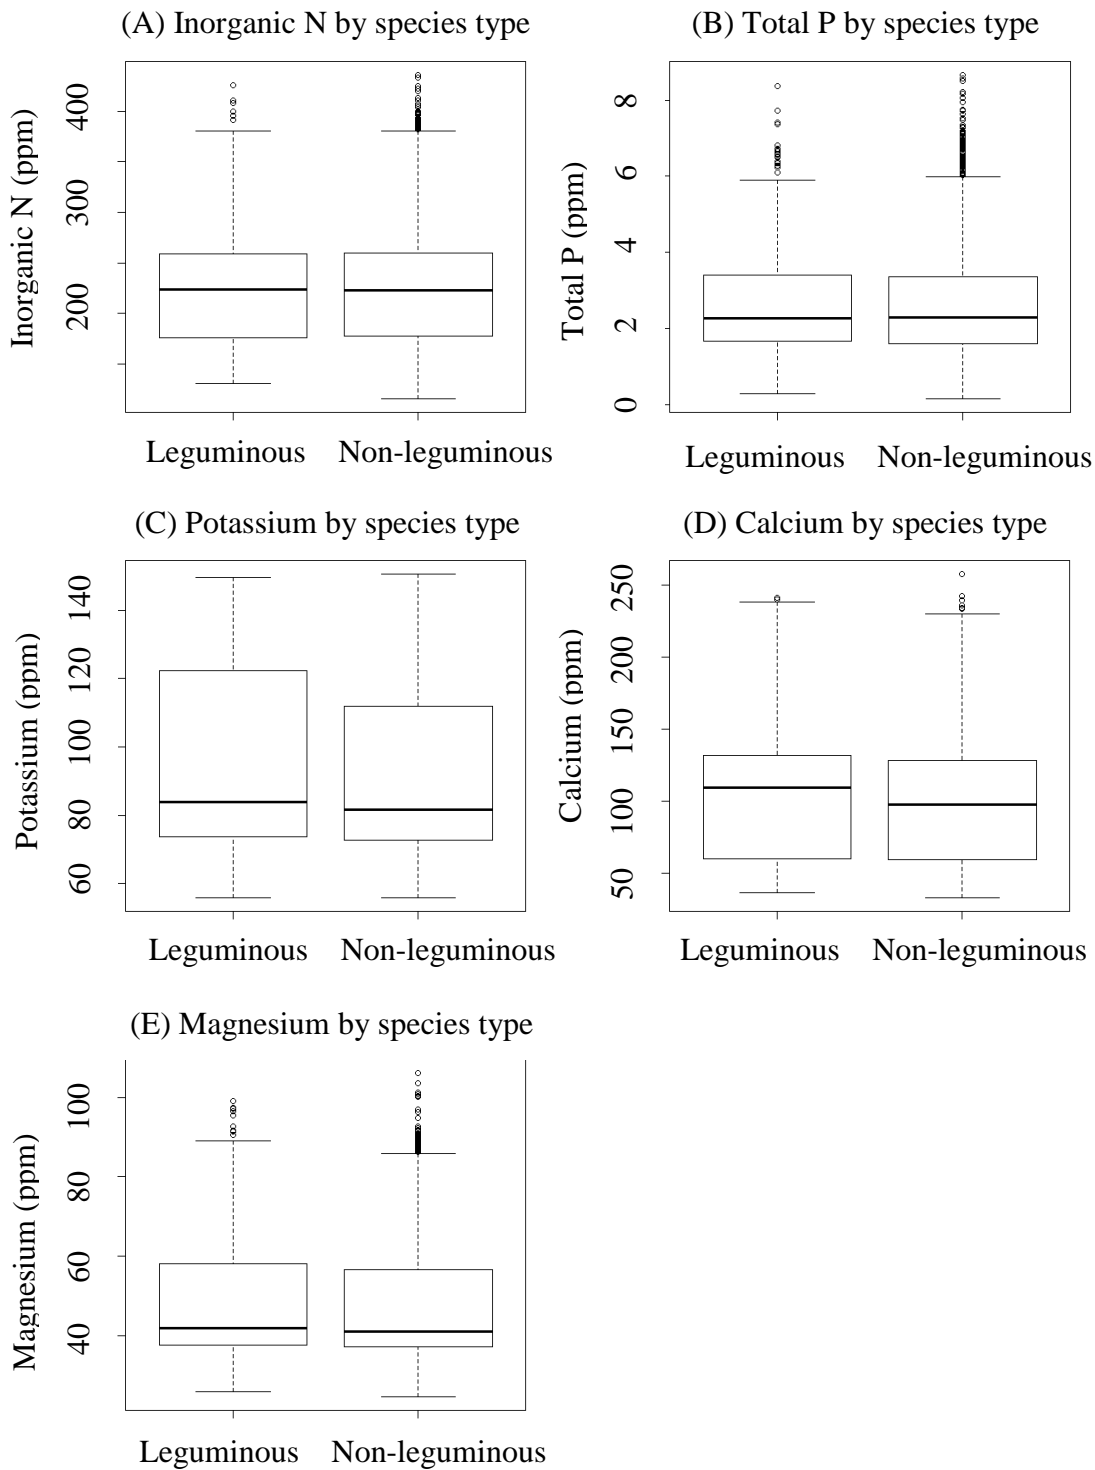 (A) Inorganic N by species type
Inorganic N (ppm)
400
300
200
Leguminous
Non-leguminous
(B) Total P by species type
Total P (ppm)
8
6
4
2
0
Leguminous
Non-leguminous
(C) Potassium by species type
Potassium (ppm)
140
120
100
80
60
Leguminous
Non-leguminous
(D) Calcium by species type
Calcium (ppm)
250
200
150
100
50
Leguminous
Non-leguminous
(E) Magnesium by species type
Magnesium (ppm)
100
80
60
40
Leguminous
Non-leguminous